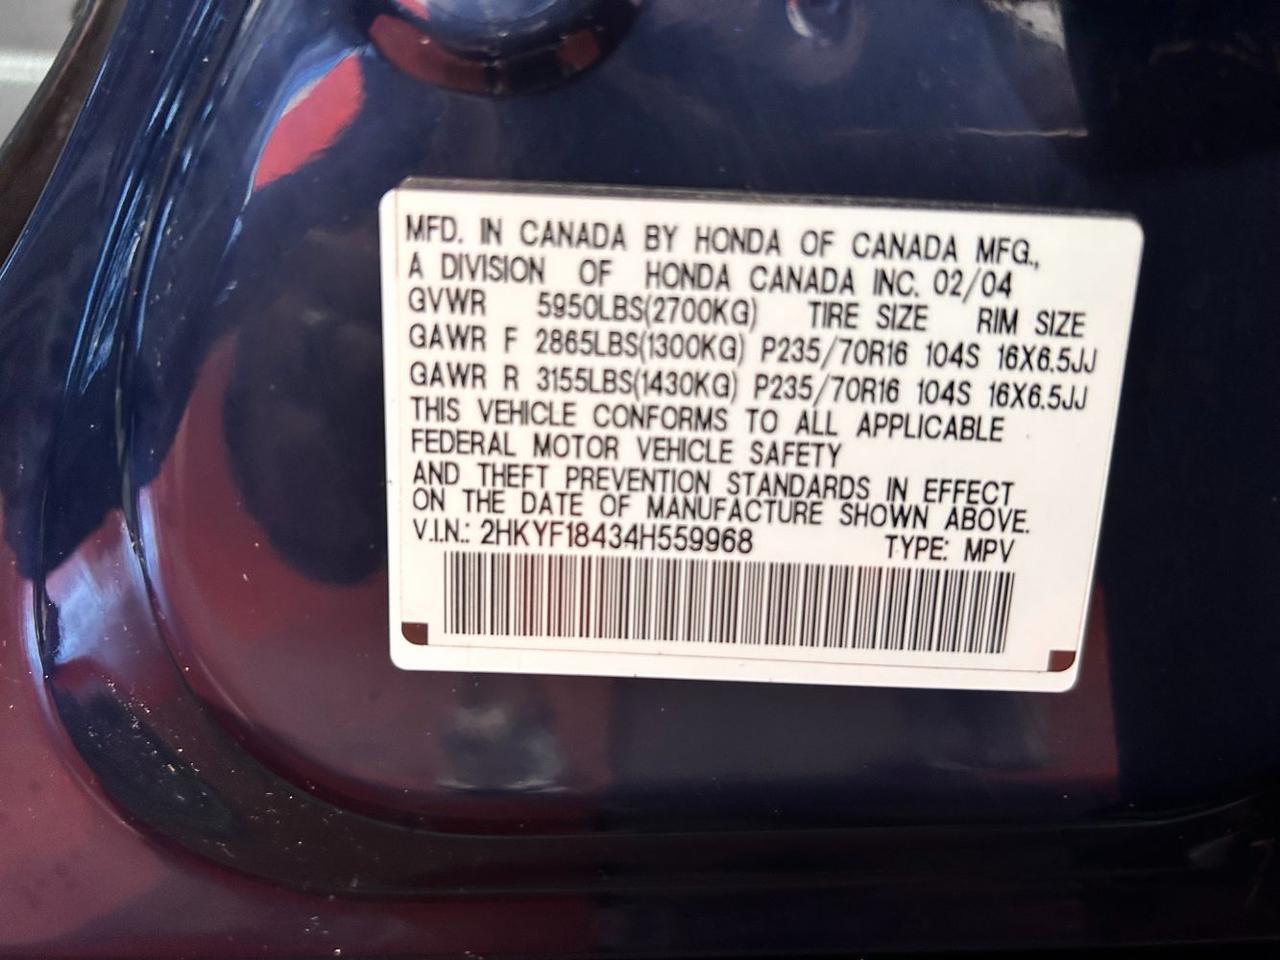 MFD. IN CANADA BY HONDA OF CANADA MFG.,
A DIVISION OF HONDA CANADA INC. 02/04
GVWR 5950LBS(2700KG) TIRE SIZE RIM SIZE
GAWR F 2865LBS(1300KG) P235/70R16 104S 16X6.5JJ
GAWR R 3155LBS(1430KG) P235/70R16 104S 16X6.5JJ
THIS VEHICLE CONFORMS TO ALL APPLICABLE
FEDERAL MOTOR VEHICLE SAFETY
AND THEFT PREVENTION STANDARDS IN EFFECT
ON THE DATE OF MANUFACTURE SHOWN ABOVE.
V.I.N.: 2HKYF18434H559968 TYPE: MPV